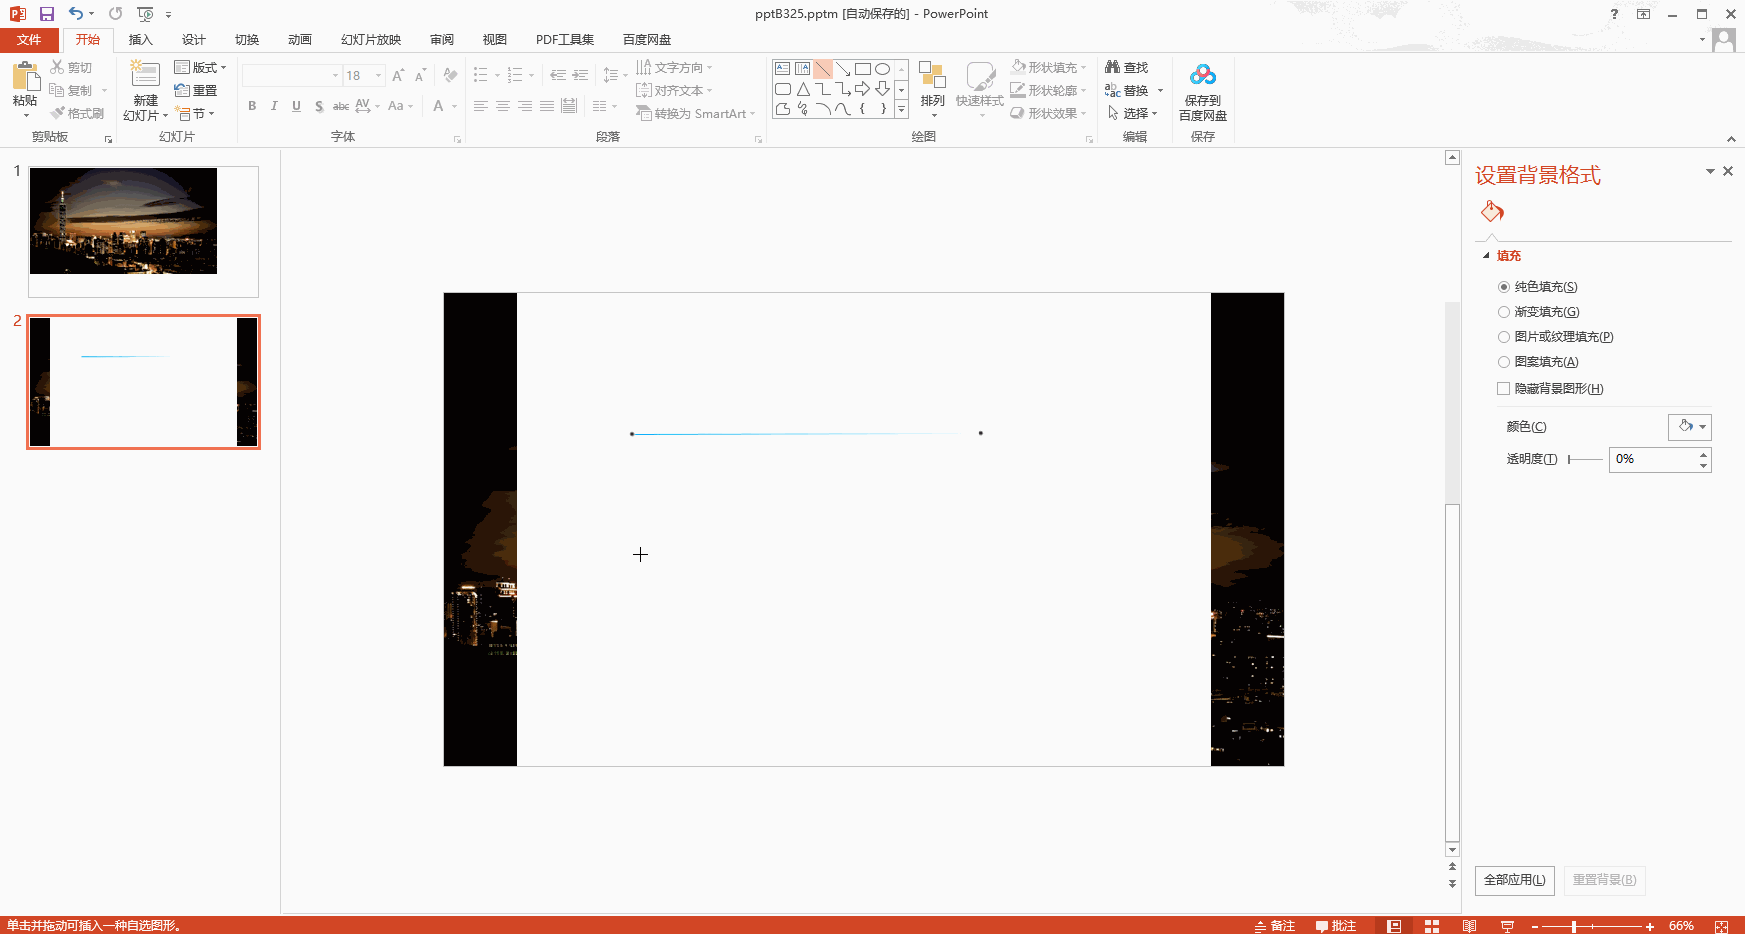 pptB325.pptm [自动保存的] - PowerPoint
文件 开始 插入 设计 切换 动画 幻灯片放映 审阅 视图 PDF工具集 百度网盘
粘贴
剪切
复制
格式刷
剪贴板
新建
幻灯片
版式
重置
节
幻灯片
18
B I U S abc AV Aa A
字体
文字方向
对齐文本
转换为 SmartArt
段落
排列
快速样式
形状填充
形状轮廓
形状效果
绘图
查找
替换
选择
编辑
保存到
百度网盘
保存
1
2
设置背景格式
填充
纯色填充(S)
渐变填充(G)
图片或纹理填充(P)
图案填充(A)
隐藏背景图形(H)
颜色(C)
透明度(T) 0%
全部应用(L) 重置背景(B)
单击并拖动可插入一种自选图形。
备注 批注 66%